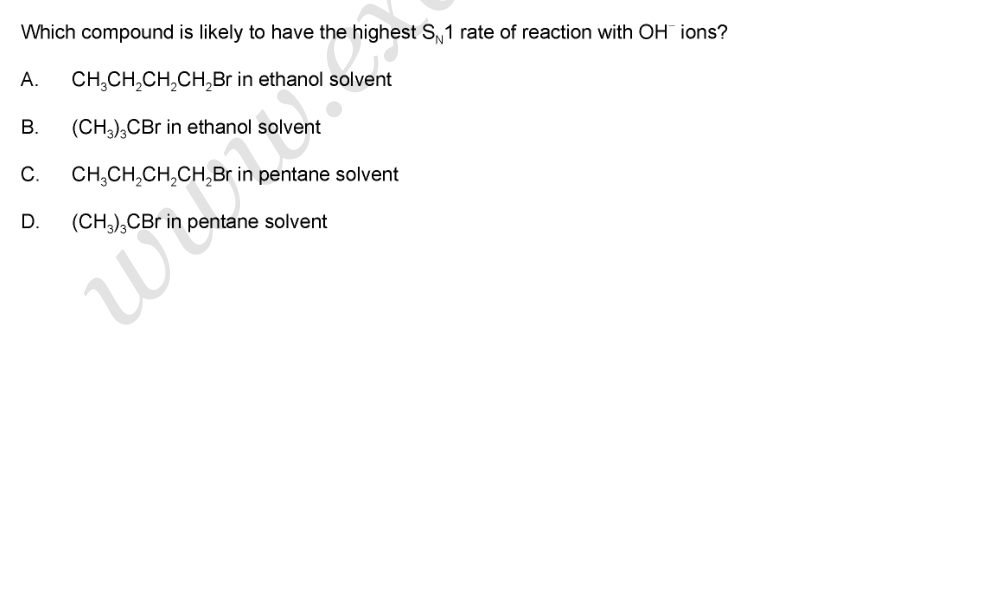 Which compound is likely to have the highest S_N1 rate of reaction with OH⁻ ions?
A. CH₃CH₂CH₂CH₂Br in ethanol solvent
B. (CH₃)₃CBr in ethanol solvent
C. CH₃CH₂CH₂CH₂Br in pentane solvent
D. (CH₃)₃CBr in pentane solvent